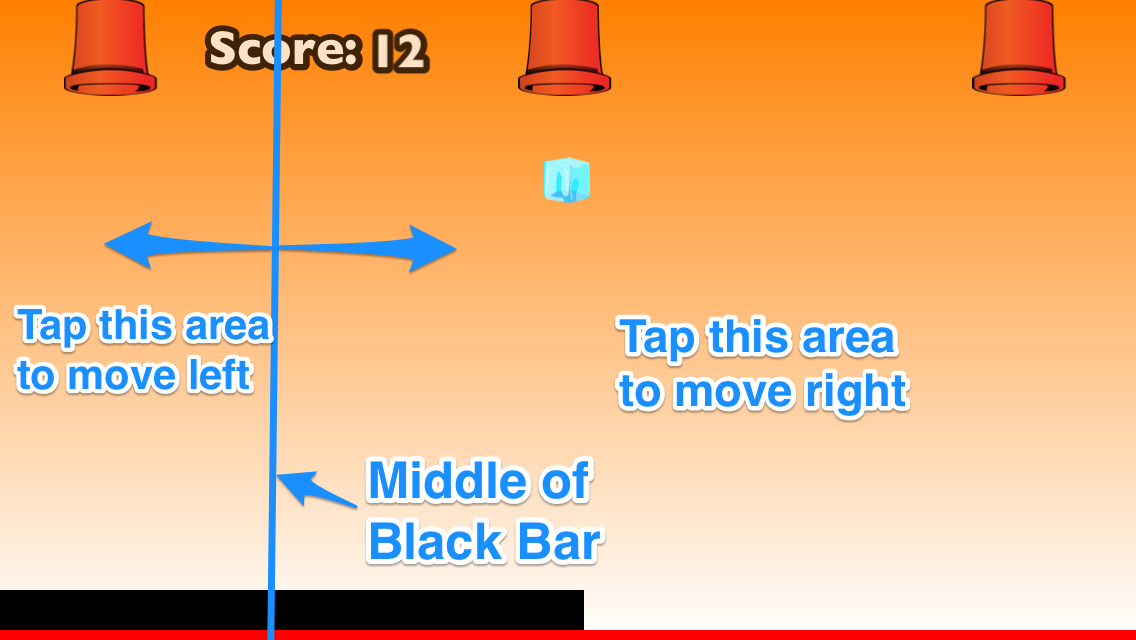 Score: 12
Tap this area
to move left
Tap this area
to move right
Middle of
Black Bar